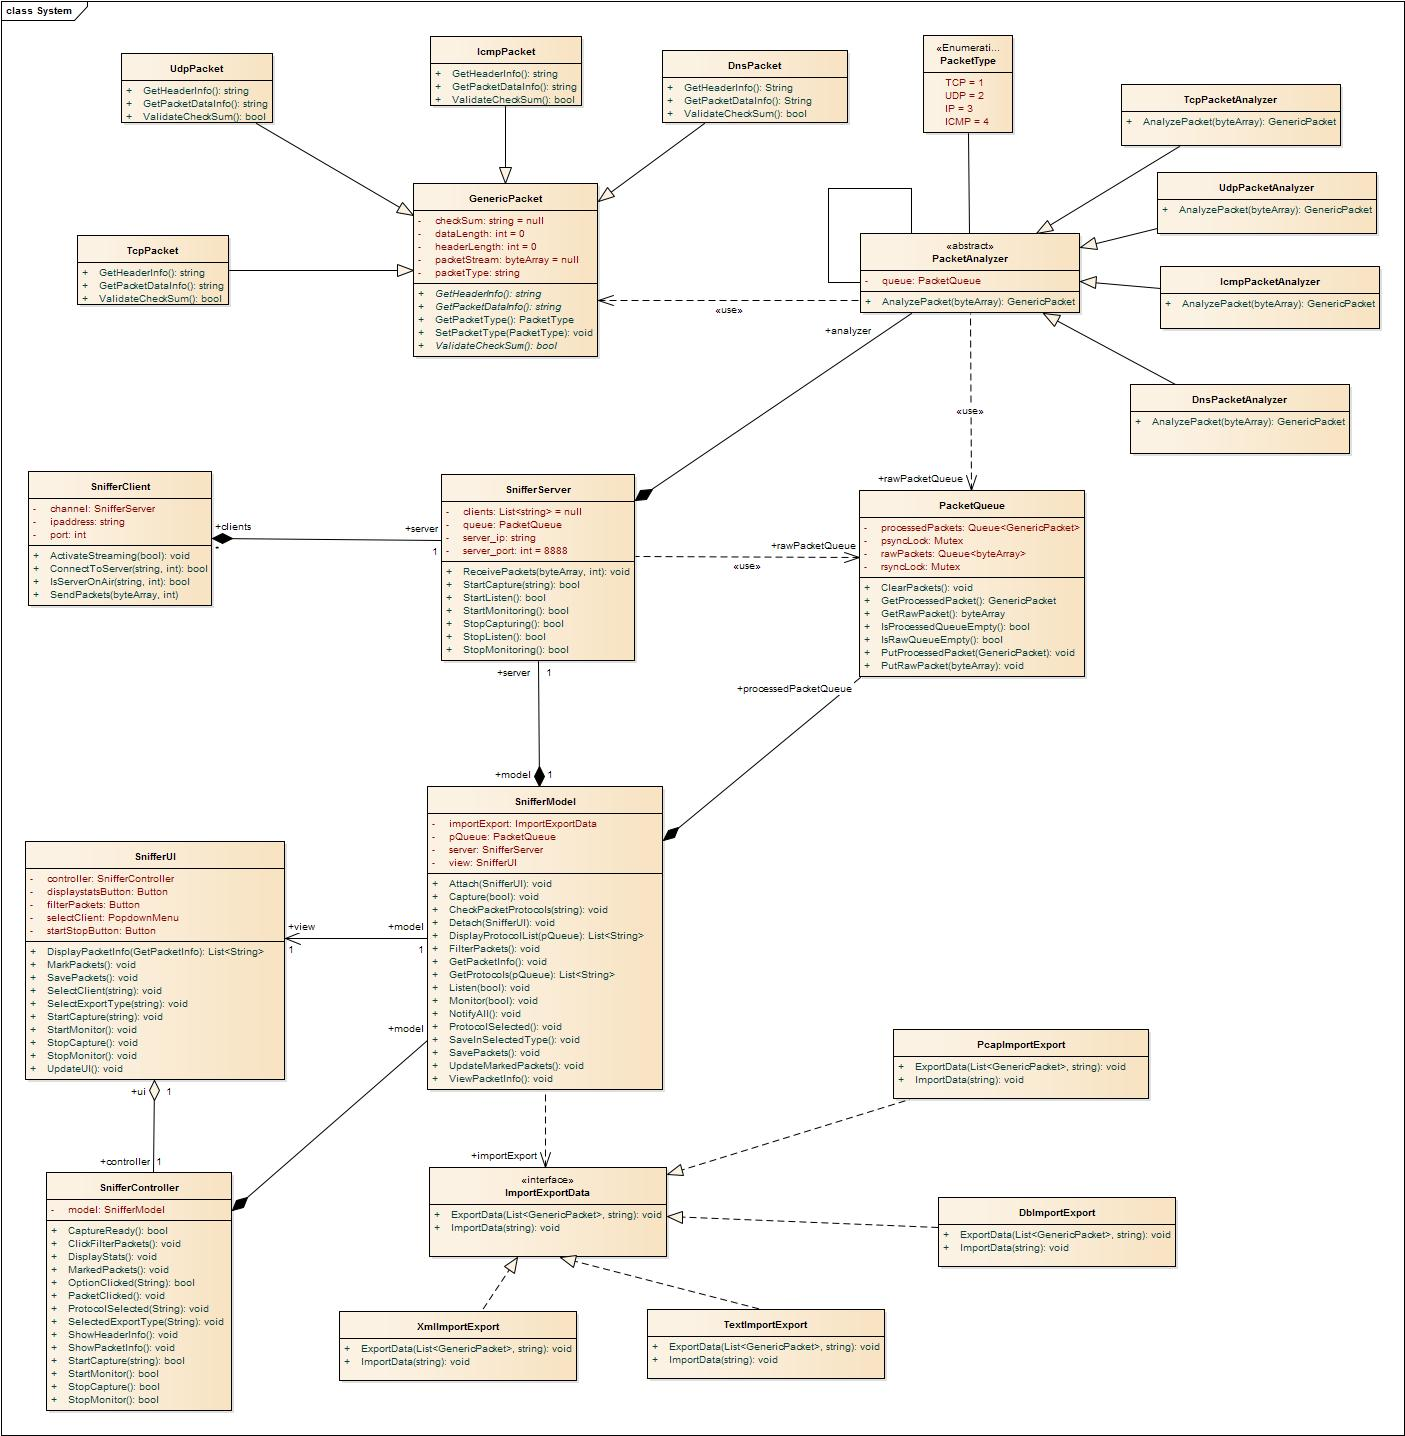 class System
UdpPacket
+ GetHeaderInfo(): string
+ GetPacketDataInfo(): string
+ ValidateCheckSum(): bool
IcmpPacket
+ GetHeaderInfo(): string
+ GetPacketDataInfo(): string
+ ValidateCheckSum(): bool
DnsPacket
+ GetHeaderInfo(): String
+ GetPacketDataInfo(): String
+ ValidateCheckSum(): bool
«Enumerati...
PacketType
TCP = 1
UDP = 2
IP = 3
ICMP = 4
TcpPacketAnalyzer
+ AnalyzePacket(byteArray): GenericPacket
UdpPacketAnalyzer
+ AnalyzePacket(byteArray): GenericPacket
GenericPacket
- checkSum: string = null
- dataLength: int = 0
- headerLength: int = 0
- packetStream: byteArray = null
- packetType: string
+ GetHeaderInfo(): string
+ GetPacketDataInfo(): string
+ GetPacketType(): PacketType
+ SetPacketType(PacketType): void
+ ValidateCheckSum(): bool
TcpPacket
+ GetHeaderInfo(): string
+ GetPacketDataInfo(): string
+ ValidateCheckSum(): bool
«abstract»
PacketAnalyzer
- queue: PacketQueue
+ AnalyzePacket(byteArray): GenericPacket
IcmpPacketAnalyzer
+ AnalyzePacket(byteArray): GenericPacket
«use»
+analyzer
DnsPacketAnalyzer
+ AnalyzePacket(byteArray): GenericPacket
«use»
+rawPacketQueue
SnifferClient
- channel: SnifferServer
- ipaddress: string
- port: int
+ ActivateStreaming(bool): void
+ ConnectToServer(string, int): bool
+ IsServerOnAir(string, int): bool
+ SendPackets(byteArray, int)
+clients
*
+server
1
SnifferServer
- clients: List<string> = null
- queue: PacketQueue
- server_ip: string
- server_port: int = 8888
+ ReceivePackets(byteArray, int): void
+ StartCapture(string): bool
+ StartListen(): bool
+ StartMonitoring(): bool
+ StopCapturing(): bool
+ StopListen(): bool
+ StopMonitoring(): bool
+rawPacketQueue
«use»
PacketQueue
- processedPackets: Queue<GenericPacket>
- psyncLock: Mutex
- rawPackets: Queue<byteArray>
- rsyncLock: Mutex
+ ClearPackets(): void
+ GetProcessedPacket(): GenericPacket
+ GetRawPacket(): byteArray
+ IsProcessedQueueEmpty(): bool
+ IsRawQueueEmpty(): bool
+ PutProcessedPacket(GenericPacket): void
+ PutRawPacket(byteArray): void
+server 1
+processedPacketQueue
+model 1
SnifferModel
- importExport: ImportExportData
- pQueue: PacketQueue
- server: SnifferServer
- view: SnifferUI
+ Attach(SnifferUI): void
+ Capture(bool): void
+ CheckPacketProtocols(string): void
+ Detach(SnifferUI): void
+ DisplayProtocolList(pQueue): List<String>
+ FilterPackets(): void
+ GetPacketInfo(): void
+ GetProtocols(pQueue): List<String>
+ Listen(bool): void
+ Monitor(bool): void
+ NotifyAll(): void
+ ProtocolSelected(): void
+ SaveInSelectedType(): void
+ SavePackets(): void
+ UpdateMarkedPackets(): void
+ ViewPacketInfo(): void
SnifferUI
- controller: SnifferController
- displaystatsButton: Button
- filterPackets: Button
- selectClient: PopdownMenu
- startStopButton: Button
+ DisplayPacketInfo(GetPacketInfo): List<String>
+ MarkPackets(): void
+ SavePackets(): void
+ SelectClient(string): void
+ SelectExportType(string): void
+ StartCapture(string): void
+ StartMonitor(): void
+ StopCapture(): void
+ StopMonitor(): void
+ UpdateUI(): void
+view
1
+model
1
+model
+ui 1
+controller 1
SnifferController
- model: SnifferModel
+ CaptureReady(): bool
+ ClickFilterPackets(): void
+ DisplayStats(): void
+ MarkedPackets(): void
+ OptionClicked(String): bool
+ PacketClicked(): void
+ ProtocolSelected(String): void
+ SelectedExportType(String): void
+ ShowHeaderInfo(): void
+ ShowPacketInfo(): void
+ StartCapture(string): bool
+ StartMonitor(): bool
+ StopCapture(): bool
+ StopMonitor(): bool
+importExport
«interface»
ImportExportData
+ ExportData(List<GenericPacket>, string): void
+ ImportData(string): void
PcapImportExport
+ ExportData(List<GenericPacket>, string): void
+ ImportData(string): void
DbImportExport
+ ExportData(List<GenericPacket>, string): void
+ ImportData(string): void
XmlImportExport
+ ExportData(List<GenericPacket>, string): void
+ ImportData(string): void
TextImportExport
+ ExportData(List<GenericPacket>, string): void
+ ImportData(string): void